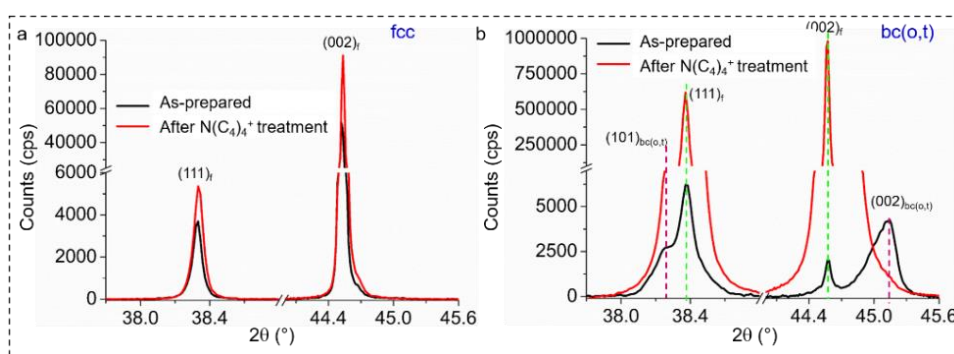 a
fcc
Counts (cps)
100000
80000
60000
40000
6000
4000
2000
0
(002)f
As-prepared
After N(C₄)₄⁺ treatment
(111)f
38.0 38.4 44.4 45.0 45.6
2θ (°)
b
bc(o,t)
Counts (cps)
1000000
750000
500000
250000
5000
2500
0
As-prepared
After N(C₄)₄⁺ treatment
(002)f
(111)f
(101)bc(o,t)
(002)bc(o,t)
38.0 38.4 44.4 45.0 45.6
2θ (°)